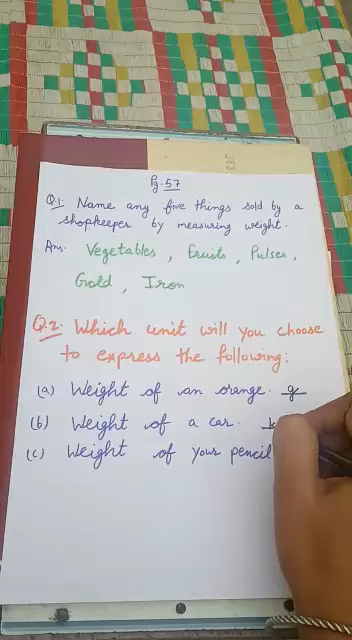 Pg. 57
Q1. Name any five things sold by a
shopkeeper by measuring weight.
Ans. Vegetables, Fruits, Pulses,
Gold, Iron
Q.2. Which unit will you choose
to express the following:
(a) Weight of an orange. g
(b) Weight of a car.
(c) Weight of your pencil